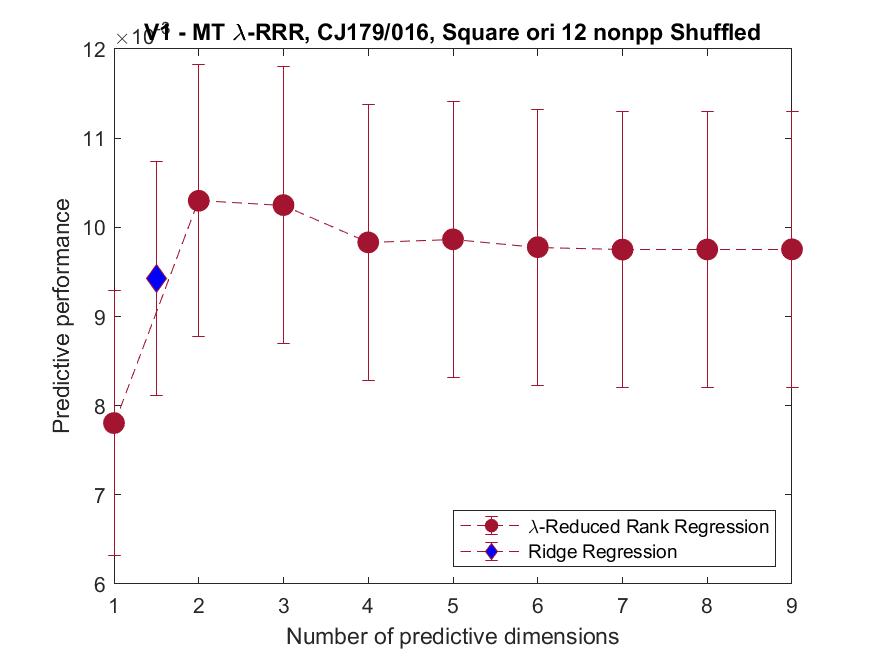 V1 - MT λ-RRR, CJ179/016, Square ori 12 nonpp Shuffled
×10⁻³
12
11
10
9
8
7
6
Predictive performance
1 2 3 4 5 6 7 8 9
Number of predictive dimensions
λ-Reduced Rank Regression
Ridge Regression